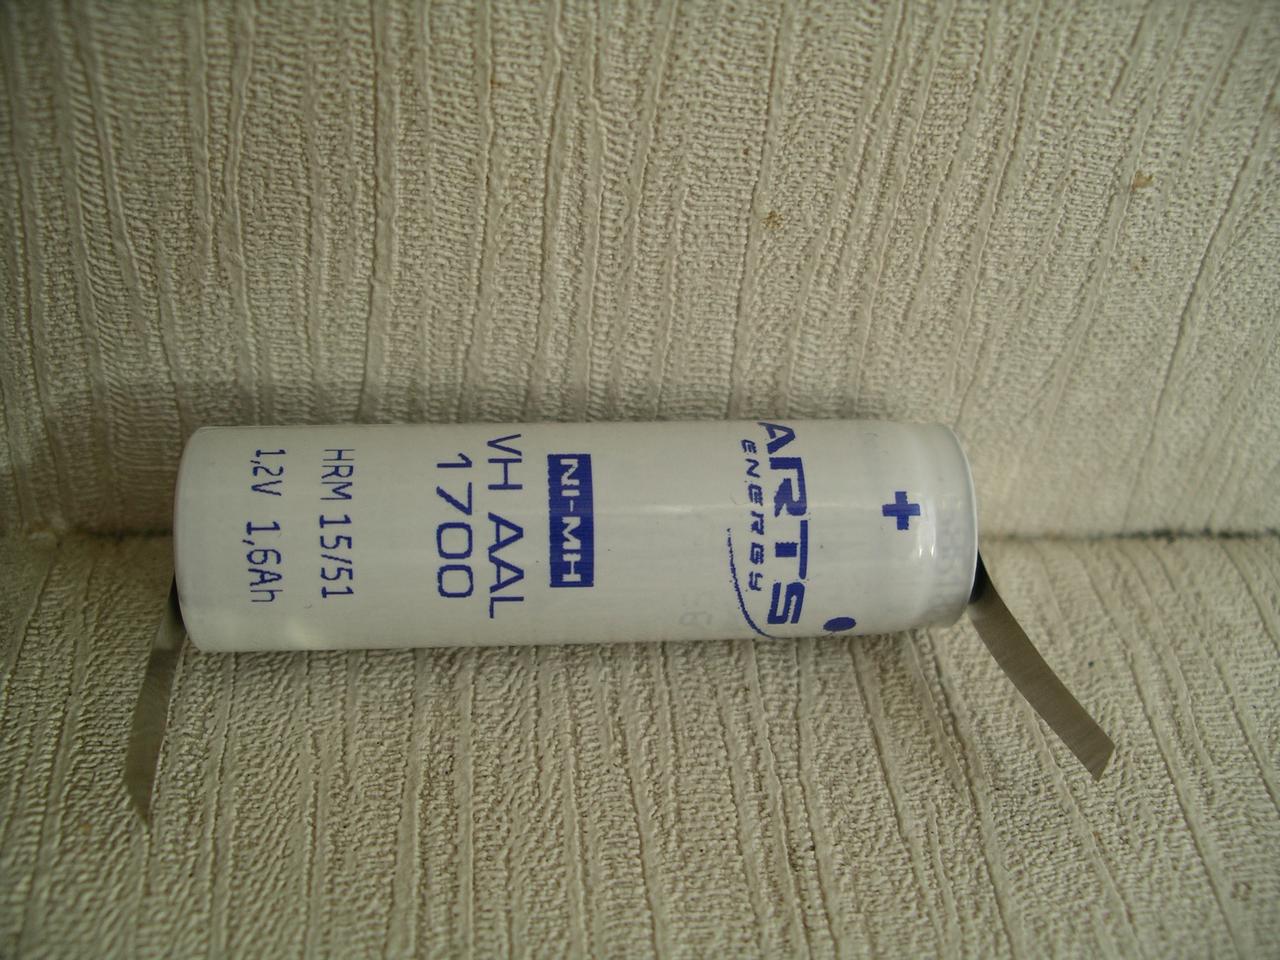 +
ARTS
ENERGY
NI-MH
VH AAL
1700
HRM 15/51
1,2V 1,6Ah